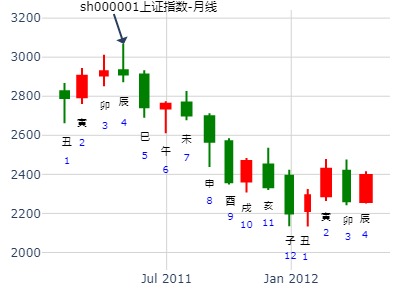 sh000001上证指数-月线
3200
3000
2800
2600
2400
2200
2000
丑
1
寅
2
卯
3
辰
4
巳
5
午
6
未
7
申
8
酉
9
戌
10
亥
11
子
12
丑
1
寅
2
卯
3
辰
4
Jul 2011
Jan 2012